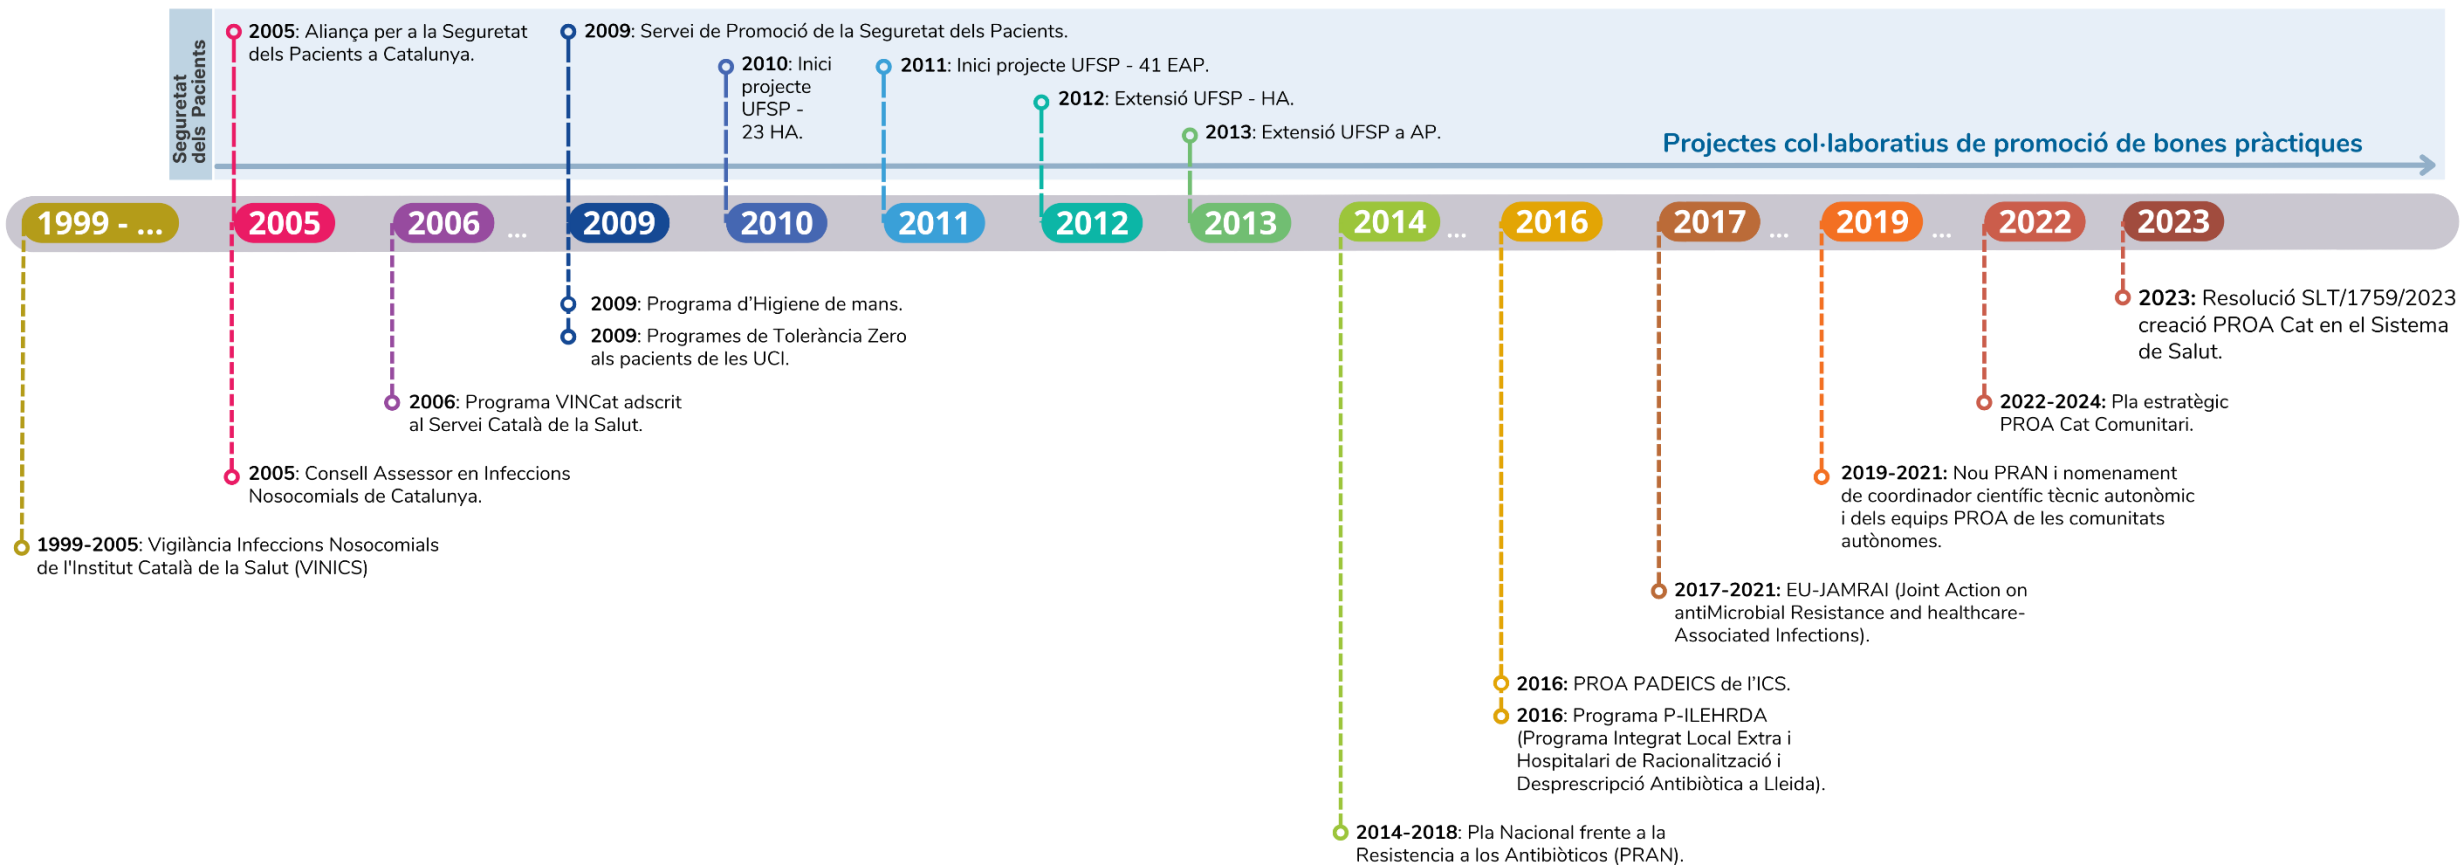 Seguretat
dels Pacients
2005: Aliança per a la Seguretat
dels Pacients a Catalunya.
2009: Servei de Promoció de la Seguretat dels Pacients.
2010: Inici
projecte
UFSP -
23 HA.
2011: Inici projecte UFSP - 41 EAP.
2012: Extensió UFSP - HA.
2013: Extensió UFSP a AP.
Projectes col·laboratius de promoció de bones pràctiques
1999 - ...
2005
2006
...
2009
2010
2011
2012
2013
2014
...
2016
2017
...
2019
...
2022
2023
1999-2005: Vigilància Infeccions Nosocomials
de l'Institut Català de la Salut (VINICS)
2005: Consell Assessor en Infeccions
Nosocomials de Catalunya.
2006: Programa VINCat adscrit
al Servei Català de la Salut.
2009: Programa d’Higiene de mans.
2009: Programes de Tolerància Zero
als pacients de les UCI.
2014-2018: Pla Nacional frente a la
Resistencia a los Antibiòticos (PRAN).
2016: PROA PADEICS de l’ICS.
2016: Programa P-ILEHRDA
(Programa Integrat Local Extra i
Hospitalari de Racionalització i
Desprescripció Antibiòtica a Lleida).
2017-2021: EU-JAMRAI (Joint Action on
antiMicrobial Resistance and healthcare-
Associated Infections).
2019-2021: Nou PRAN i nomenament
de coordinador científic tècnic autonòmic
i dels equips PROA de les comunitats
autònomes.
2022-2024: Pla estratègic
PROA Cat Comunitari.
2023: Resolució SLT/1759/2023
creació PROA Cat en el Sistema
de Salut.